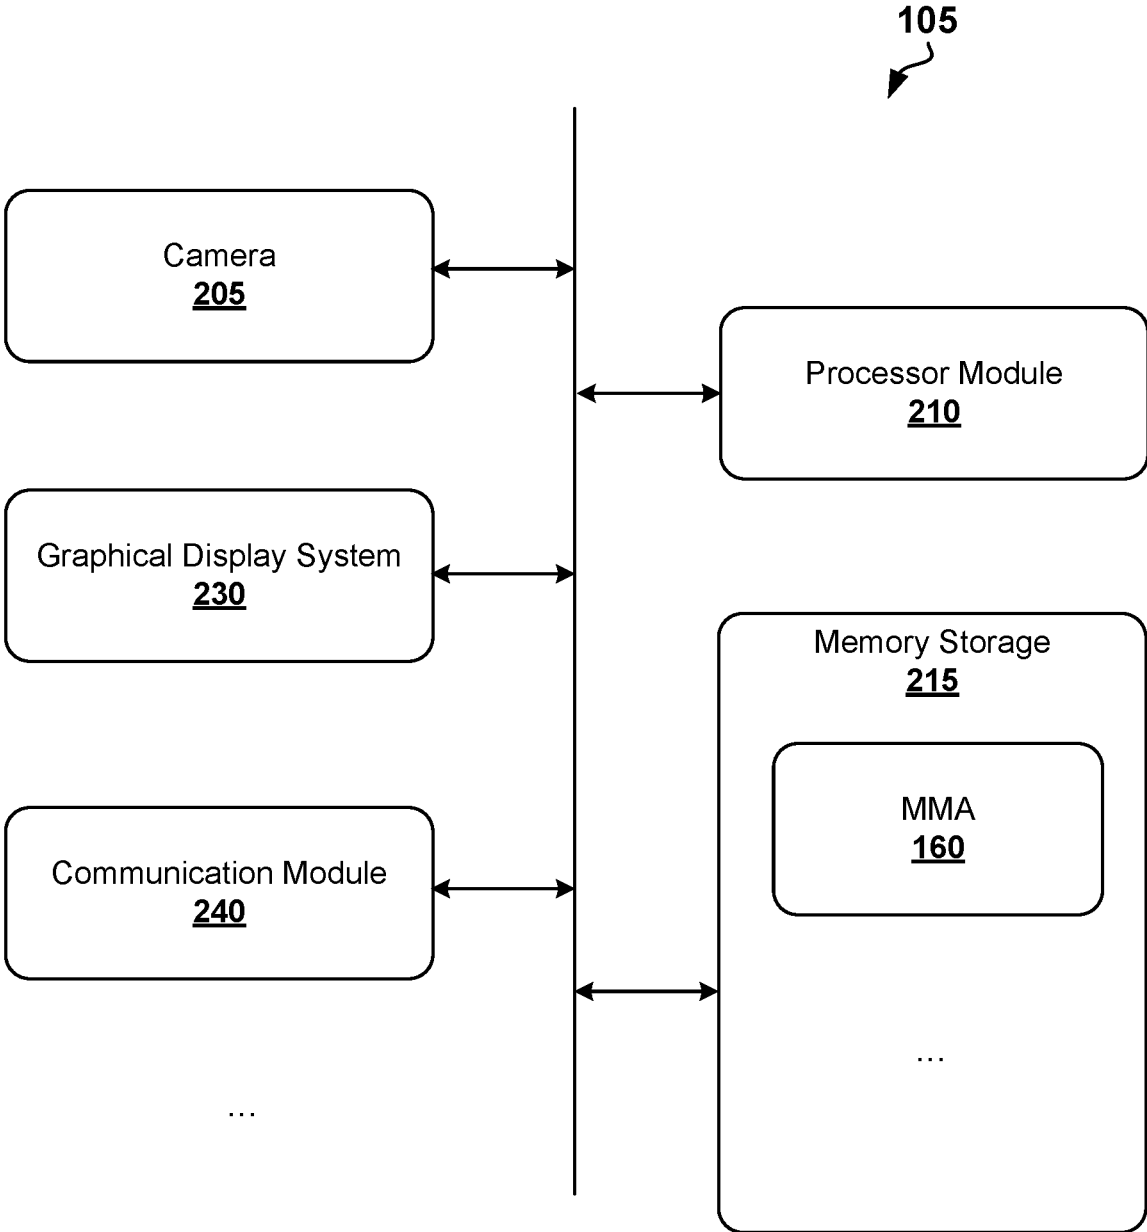 105
Camera
205
Processor Module
210
Graphical Display System
230
Memory Storage
215
MMA
160
Communication Module
240
...
...